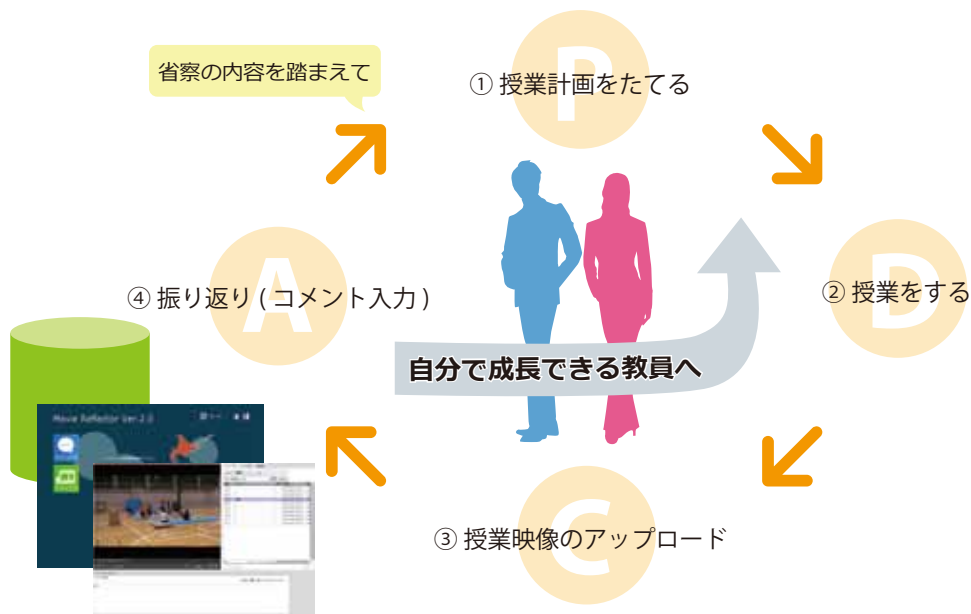 省察の内容を踏まえて
P
① 授業計画をたてる
D
② 授業をする
A
④ 振り返り ( コメント入力 )
自分で成長できる教員へ
Movie Reflector Ver 2.0
C
③ 授業映像のアップロード